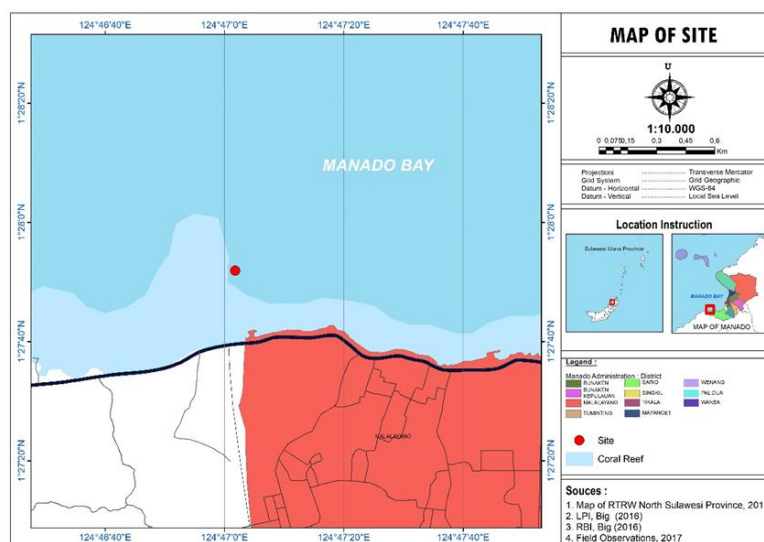 124°46'40"E 124°47'0"E 124°47'20"E 124°47'40"E
1°28'20"N 1°28'20"N
MANADO BAY
1°28'0"N 1°28'0"N
1°27'40"N 1°27'40"N
MALALAYANG
1°27'20"N 1°27'20"N
124°46'40"E 124°47'0"E 124°47'20"E 124°47'40"E
MAP OF SITE
U
1:10.000
0 0,075 0,15 0,3 0,45 0,6
Km
Projectioni Transverse Mercator
Grid System Grid Geographic
Datum - Horizontal WGS-84
Datum - Vertical Local Sea Level
Location Instruction
Sulawesi Utara Province
MANADO BAY
MAP OF MANADO
Legend :
Manado Administration : District
BUNAKEN
BUNAKEN KEPULAUAN
MALALAYANG
TUMINTING
SARIO
SINGKIL
TIKALA
MAPANGET
WENANG
WANEA
Site
Coral Reef
Souces :
1. Map of RTRW North Sulawesi Province, 201
2. LPI, Big (2016)
3. RBI, Big (2016)
4. Field Observations, 2017